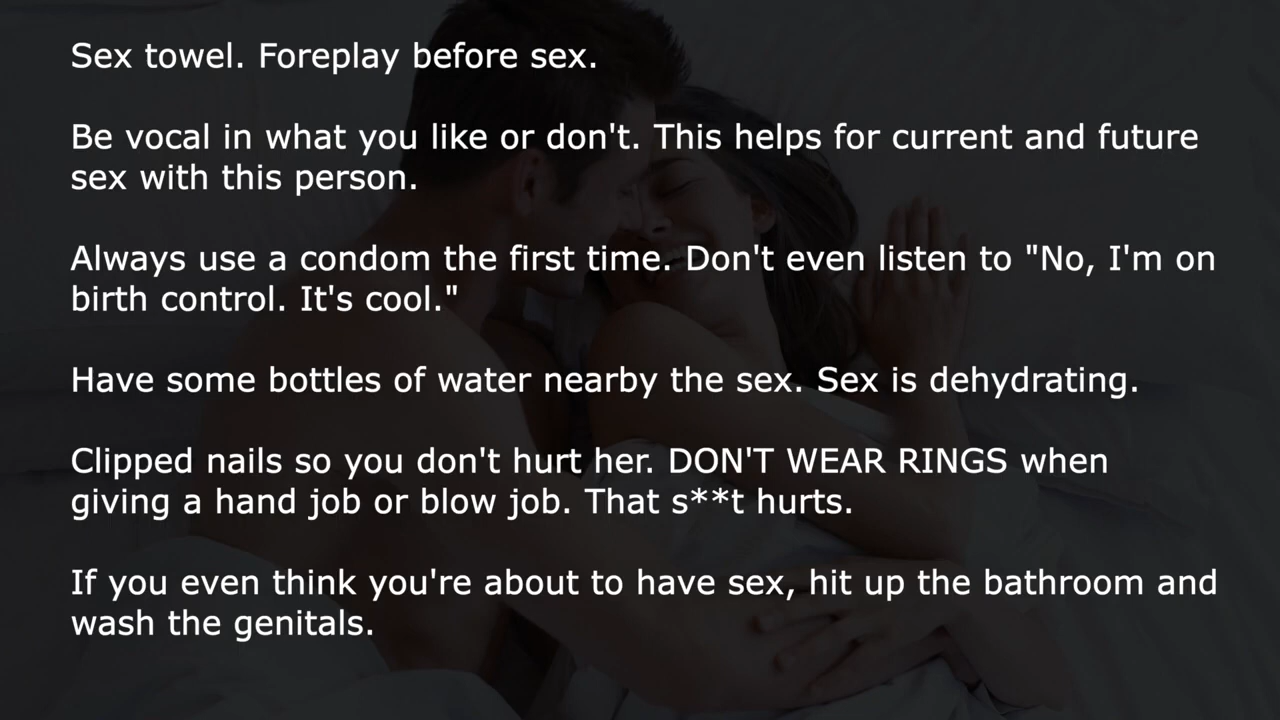 Sex towel. Foreplay before sex.
Be vocal in what you like or don't. This helps for current and future
sex with this person.
Always use a condom the first time. Don't even listen to "No, I'm on
birth control. It's cool."
Have some bottles of water nearby the sex. Sex is dehydrating.
Clipped nails so you don't hurt her. DON'T WEAR RINGS when
giving a hand job or blow job. That s**t hurts.
If you even think you're about to have sex, hit up the bathroom and
wash the genitals.